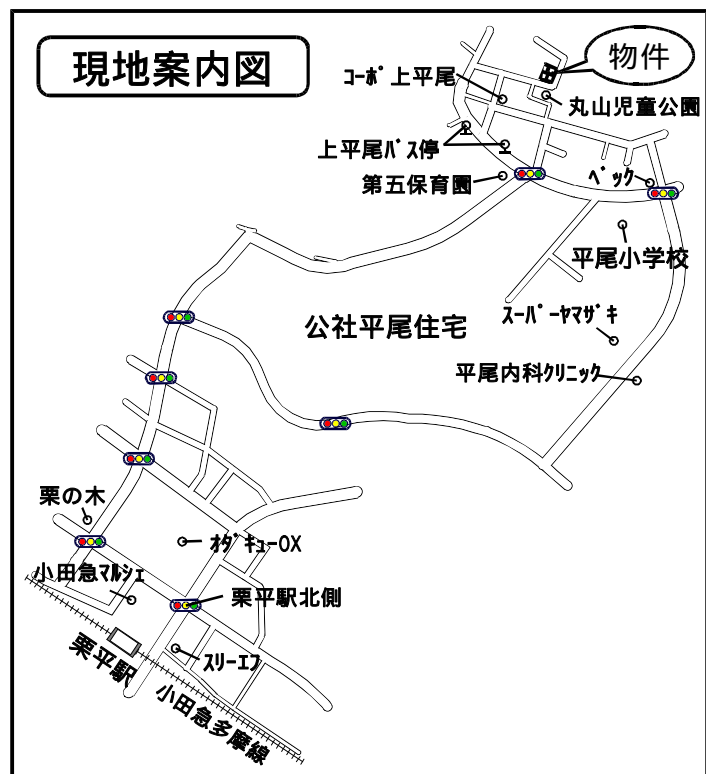 現地案内図
物件
ｺｰﾎﾟ上平尾
丸山児童公園
上平尾ﾊﾞｽ停
第五保育園
ﾍﾞｯｸ
平尾小学校
公社平尾住宅
ｽｰﾊﾟｰﾔﾏｻﾞｷ
平尾内科ｸﾘﾆｯｸ
栗の木
ｵﾀﾞｷｭｰOX
小田急ﾏﾙｼｪ
栗平駅北側
栗平駅
ｽﾘｰｴﾌ
小田急多摩線